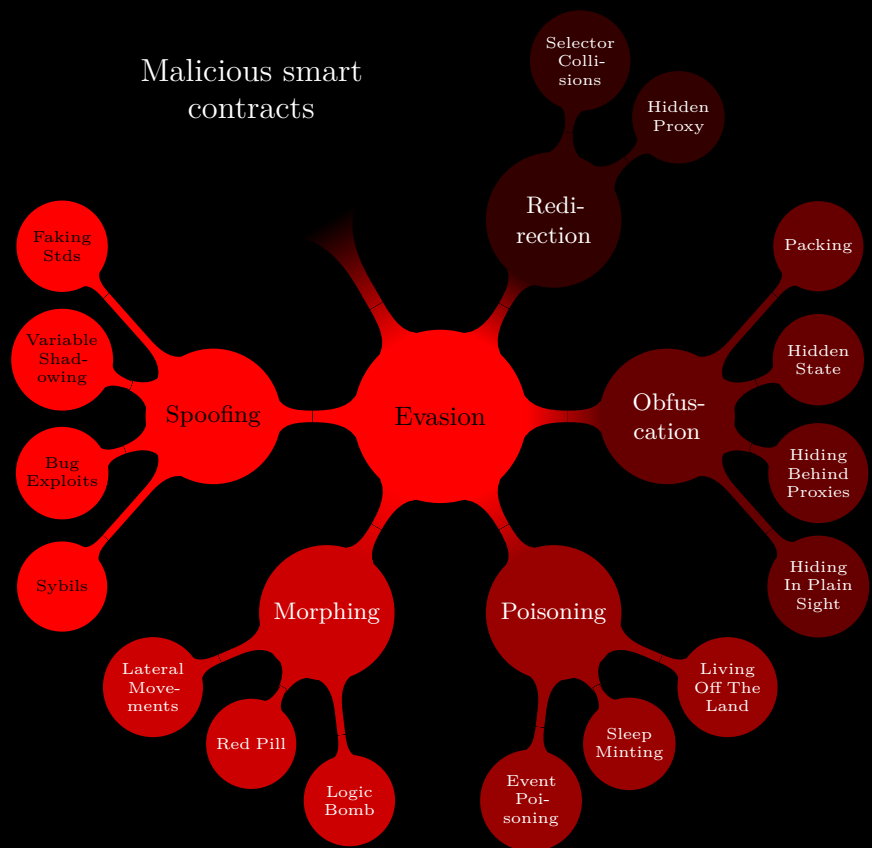 Malicious smart
contracts
Selector
Colli-
sions
Hidden
Proxy
Redi-
rection
Faking
Stds
Variable
Shad-
owing
Bug
Exploits
Sybils
Spoofing
Evasion
Obfus-
cation
Packing
Hidden
State
Hiding
Behind
Proxies
Hiding
In Plain
Sight
Morphing
Lateral
Move-
ments
Red Pill
Logic
Bomb
Poisoning
Event
Poi-
soning
Sleep
Minting
Living
Off The
Land